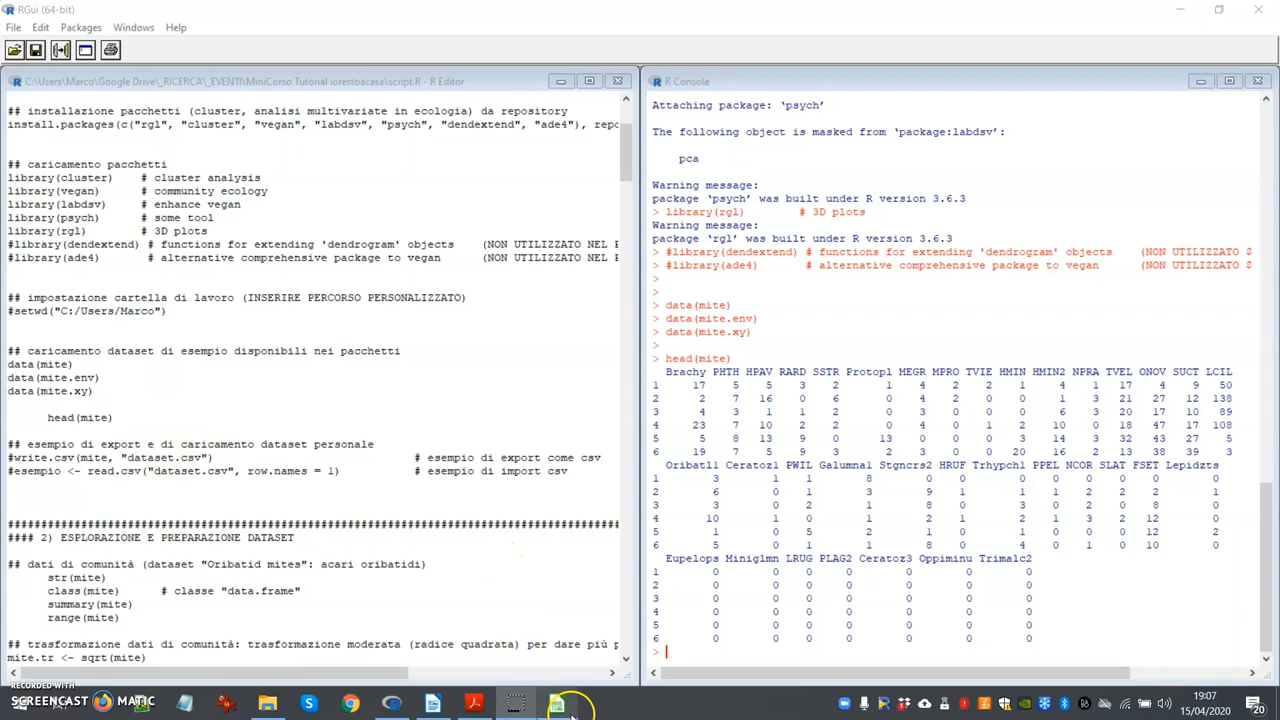 RGui (64-bit)
File Edit Packages Windows Help
C:\Users\Marco\Google Drive\_RICERCA\_EVENTI\MiniCorso Tutorial iorestoacasa\script.R - R Editor
## installazione pacchetti (cluster, analisi multivariate in ecologia) da repository
install.packages(c("rgl", "cluster", "vegan", "labdsv", "psych", "dendextend", "ade4"), repo
## caricamento pacchetti
library(cluster) # cluster analysis
library(vegan) # community ecology
library(labdsv) # enhance vegan
library(psych) # some tool
library(rgl) # 3D plots
#library(dendextend) # functions for extending 'dendrogram' objects (NON UTILIZZATO NEL P
#library(ade4) # alternative comprehensive package to vegan (NON UTILIZZATO NEL P
## impostazione cartella di lavoro (INSERIRE PERCORSO PERSONALIZZATO)
#setwd("C:/Users/Marco")
## caricamento dataset di esempio disponibili nei pacchetti
data(mite)
data(mite.env)
data(mite.xy)
head(mite)
## esempio di export e di caricamento dataset personale
#write.csv(mite, "dataset.csv") # esempio di export come csv
#esempio <- read.csv("dataset.csv", row.names = 1) # esempio di import csv
#### 2) ESPLORAZIONE E PREPARAZIONE DATASET
## dati di comunità (dataset "Oribatid mites": acari oribatidi)
str(mite)
class(mite) # classe "data.frame"
summary(mite)
range(mite)
## trasformazione dati di comunità: trasformazione moderata (radice quadrata) per dare più p
mite.tr <- sqrt(mite)
R Console
Attaching package: ‘psych’
The following object is masked from ‘package:labdsv’:
pca
Warning message:
package ‘psych’ was built under R version 3.6.3
> library(rgl) # 3D plots
Warning message:
package ‘rgl’ was built under R version 3.6.3
> #library(dendextend) # functions for extending 'dendrogram' objects (NON UTILIZZATO $
> #library(ade4) # alternative comprehensive package to vegan (NON UTILIZZATO $
>
>
> data(mite)
> data(mite.env)
> data(mite.xy)
>
> head(mite)
Brachy PHTH HPAV RARD SSTR Protopl MEGR MPRO TVIE HMIN HMIN2 NPRA TVEL ONOV SUCT LCIL
1 17 5 5 3 2 1 4 2 2 1 4 1 17 4 9 50
2 2 7 16 0 6 0 4 2 0 0 1 3 21 27 12 138
3 4 3 1 1 2 0 3 0 0 0 6 3 20 17 10 89
4 23 7 10 2 2 0 4 0 1 2 10 0 18 47 17 108
5 5 8 13 9 0 13 0 0 0 3 14 3 32 43 27 5
6 19 7 5 9 3 2 3 0 0 20 16 2 13 38 39 3
Oribatl1 Ceratoz1 PWIL Galumna1 Stgncrs2 HRUF Trhypch1 PPEL NCOR SLAT FSET Lepidzts
1 3 1 1 8 0 0 0 0 0 0 0 0
2 6 0 1 3 9 1 1 1 2 2 2 1
3 3 0 2 1 8 0 3 0 2 0 8 0
4 10 1 0 1 2 1 2 1 3 2 12 0
5 1 0 5 2 1 0 1 0 0 0 12 2
6 5 0 1 1 8 0 4 0 1 0 10 0
Eupelops Miniglmn LRUG PLAG2 Ceratoz3 Oppiminu Trimalc2
1 0 0 0 0 0 0 0
2 0 0 0 0 0 0 0
3 0 0 0 0 0 0 0
4 0 0 0 0 0 0 0
5 0 0 0 0 0 0 0
6 0 0 0 0 0 0 0
>
RECORDED WITH
SCREENCAST MATIC
19:07
15/04/2020
20